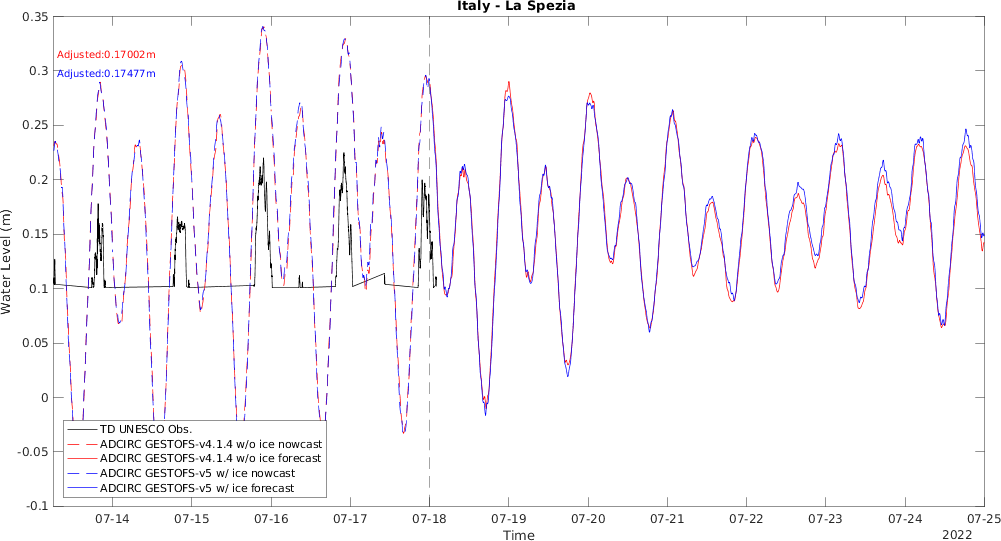 Italy - La Spezia
0.35
0.3
0.25
0.2
0.15
0.1
0.05
0
-0.05
-0.1
Water Level (m)
Adjusted:0.17002m
Adjusted:0.17477m
TD UNESCO Obs.
ADCIRC GESTOFS-v4.1.4 w/o ice nowcast
ADCIRC GESTOFS-v4.1.4 w/o ice forecast
ADCIRC GESTOFS-v5 w/ ice nowcast
ADCIRC GESTOFS-v5 w/ ice forecast
07-14 07-15 07-16 07-17 07-18 07-19 07-20 07-21 07-22 07-23 07-24 07-25
Time
2022